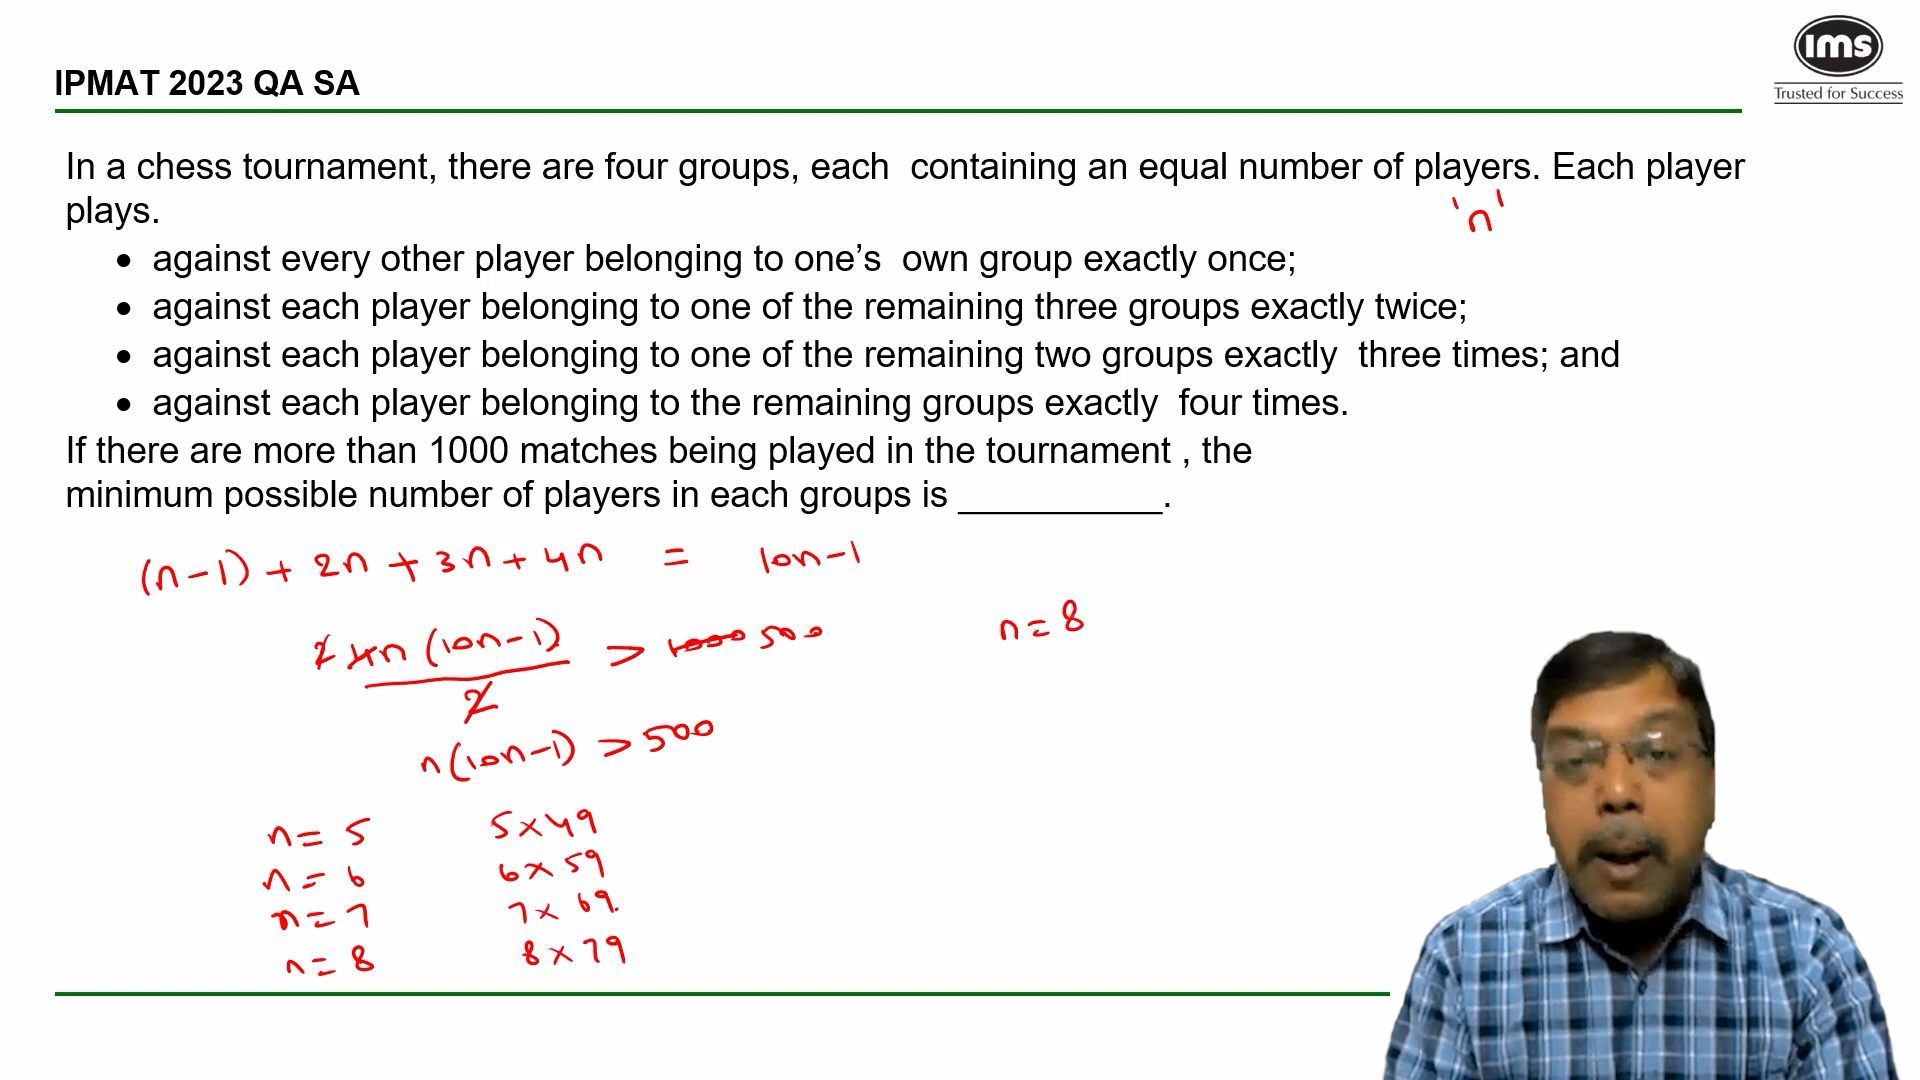 ims
Trusted for Success
IPMAT 2023 QA SA
In a chess tournament, there are four groups, each containing an equal number of players. Each player
plays.
'n'
• against every other player belonging to one's own group exactly once;
• against each player belonging to one of the remaining three groups exactly twice;
• against each player belonging to one of the remaining two groups exactly three times; and
• against each player belonging to the remaining groups exactly four times.
If there are more than 1000 matches being played in the tournament , the
minimum possible number of players in each groups is __________.
(n-1) + 2n + 3n + 4n = 10n-1
2 4n (10n-1) > 1000 500
2
n = 8
n(10n-1) > 500
n = 5 5 x 49
n = 6 6 x 59
n = 7 7 x 69.
n = 8 8 x 79